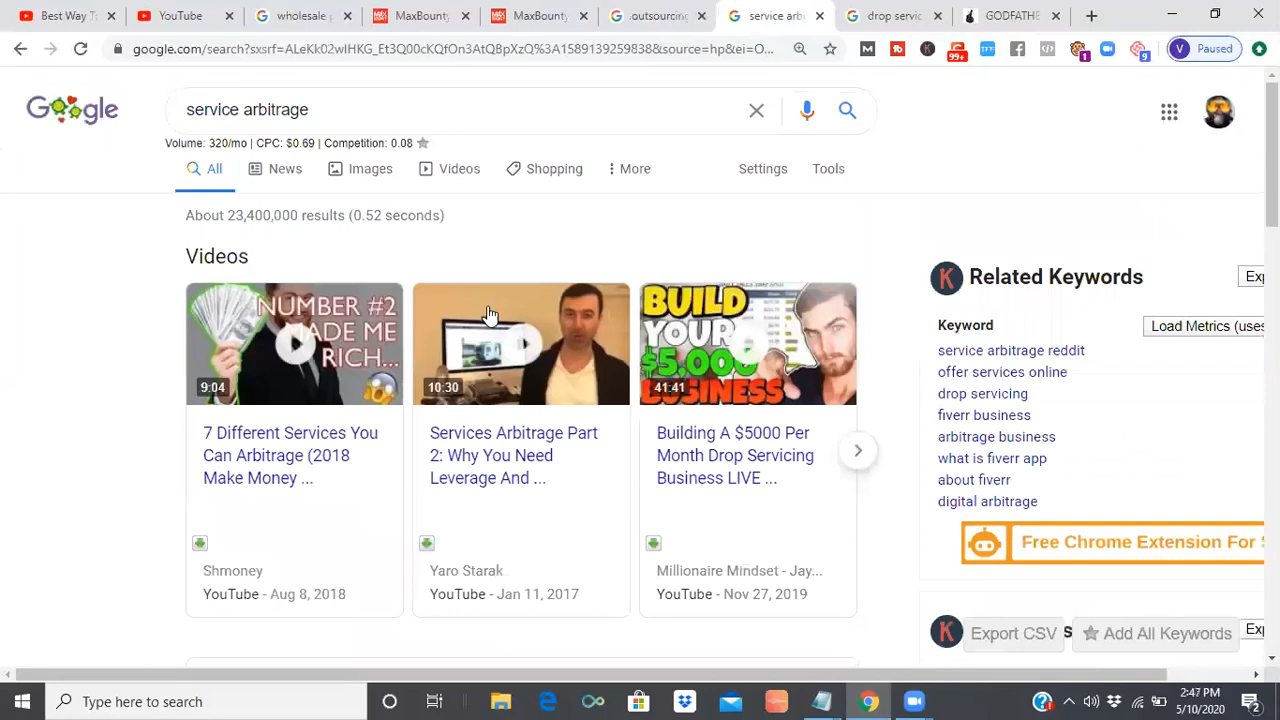 Best Way T
YouTube
wholesale p
MaxBounty
MaxBounty
outsourcing
service arb
drop servic
GODFATHE
google.com/search?sxsrf=ALeKk02wIHKG_Et3Q00cKQfOn3AtQBpXzQ%3A1589139259838&source=hp&ei=O...
99+
1
9
V Paused
Google
service arbitrage
Volume: 320/mo | CPC: $0.69 | Competition: 0.08
All
News
Images
Videos
Shopping
More
Settings
Tools
About 23,400,000 results (0.52 seconds)
Videos
NUMBER #2
MADE ME
RICH...
9:04
7 Different Services You
Can Arbitrage (2018
Make Money ...
Shmoney
YouTube - Aug 8, 2018
10:30
Services Arbitrage Part
2: Why You Need
Leverage And ...
Yaro Starak
YouTube - Jan 11, 2017
BUILD
YOUR
$5,000
BUSINESS
41:41
Building A $5000 Per
Month Drop Servicing
Business LIVE ...
Millionaire Mindset - Jay...
YouTube - Nov 27, 2019
K Related Keywords
Exp
Keyword
Load Metrics (uses
service arbitrage reddit
offer services online
drop servicing
fiverr business
arbitrage business
what is fiverr app
about fiverr
digital arbitrage
Free Chrome Extension For S
K
Export CSV
Add All Keywords
Exp
Type here to search
2:47 PM
5/10/2020
2